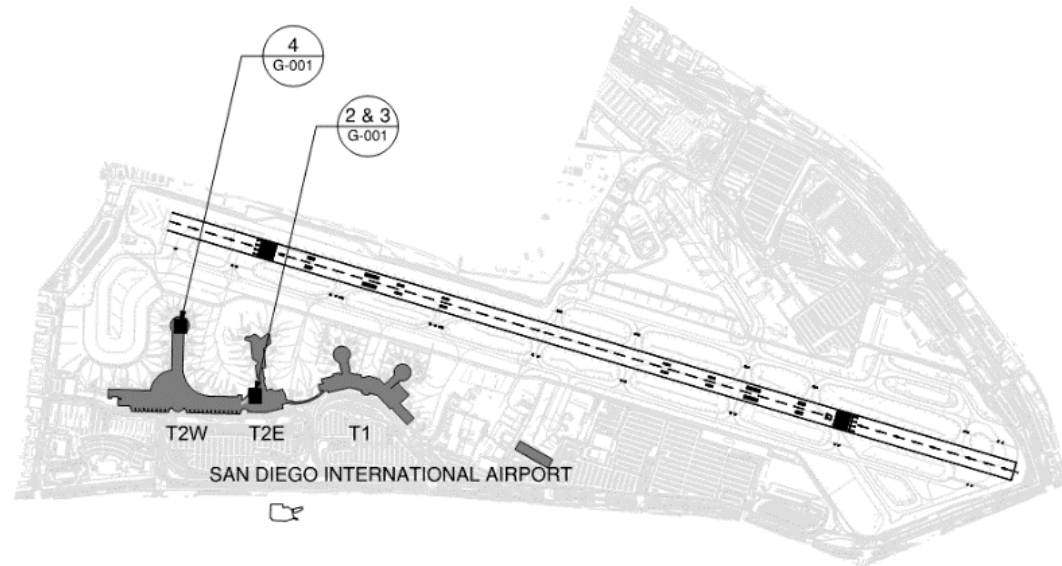 4
G-001
2 & 3
G-001
T2W
T2E
T1
SAN DIEGO INTERNATIONAL AIRPORT